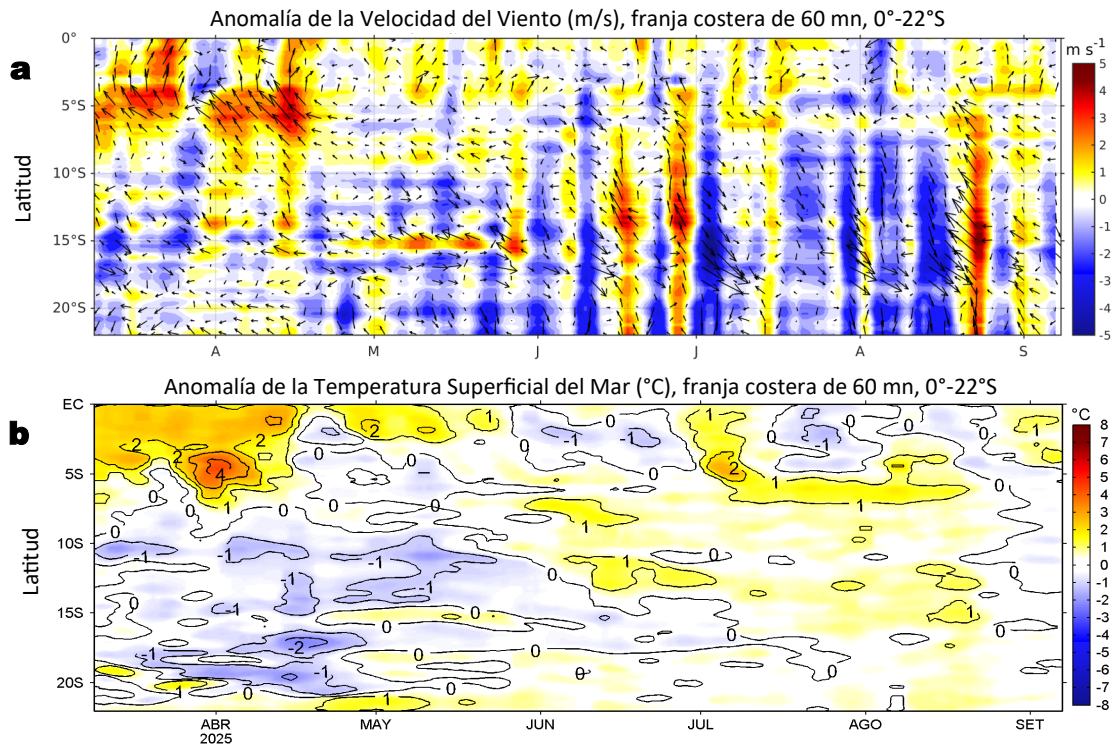 Anomalía de la Velocidad del Viento (m/s), franja costera de 60 mn, 0°-22°S
a
m s-1
0°
5°S
10°S
15°S
20°S
Latitud
5
4
3
2
1
0
-1
-2
-3
-4
-5
A M J J A S
Anomalía de la Temperatura Superficial del Mar (°C), franja costera de 60 mn, 0°-22°S
b
°C
EC
5S
10S
15S
20S
Latitud
8
7
6
5
4
3
2
1
0
-1
-2
-3
-4
-5
-6
-7
-8
ABR MAY JUN JUL AGO SET
2025